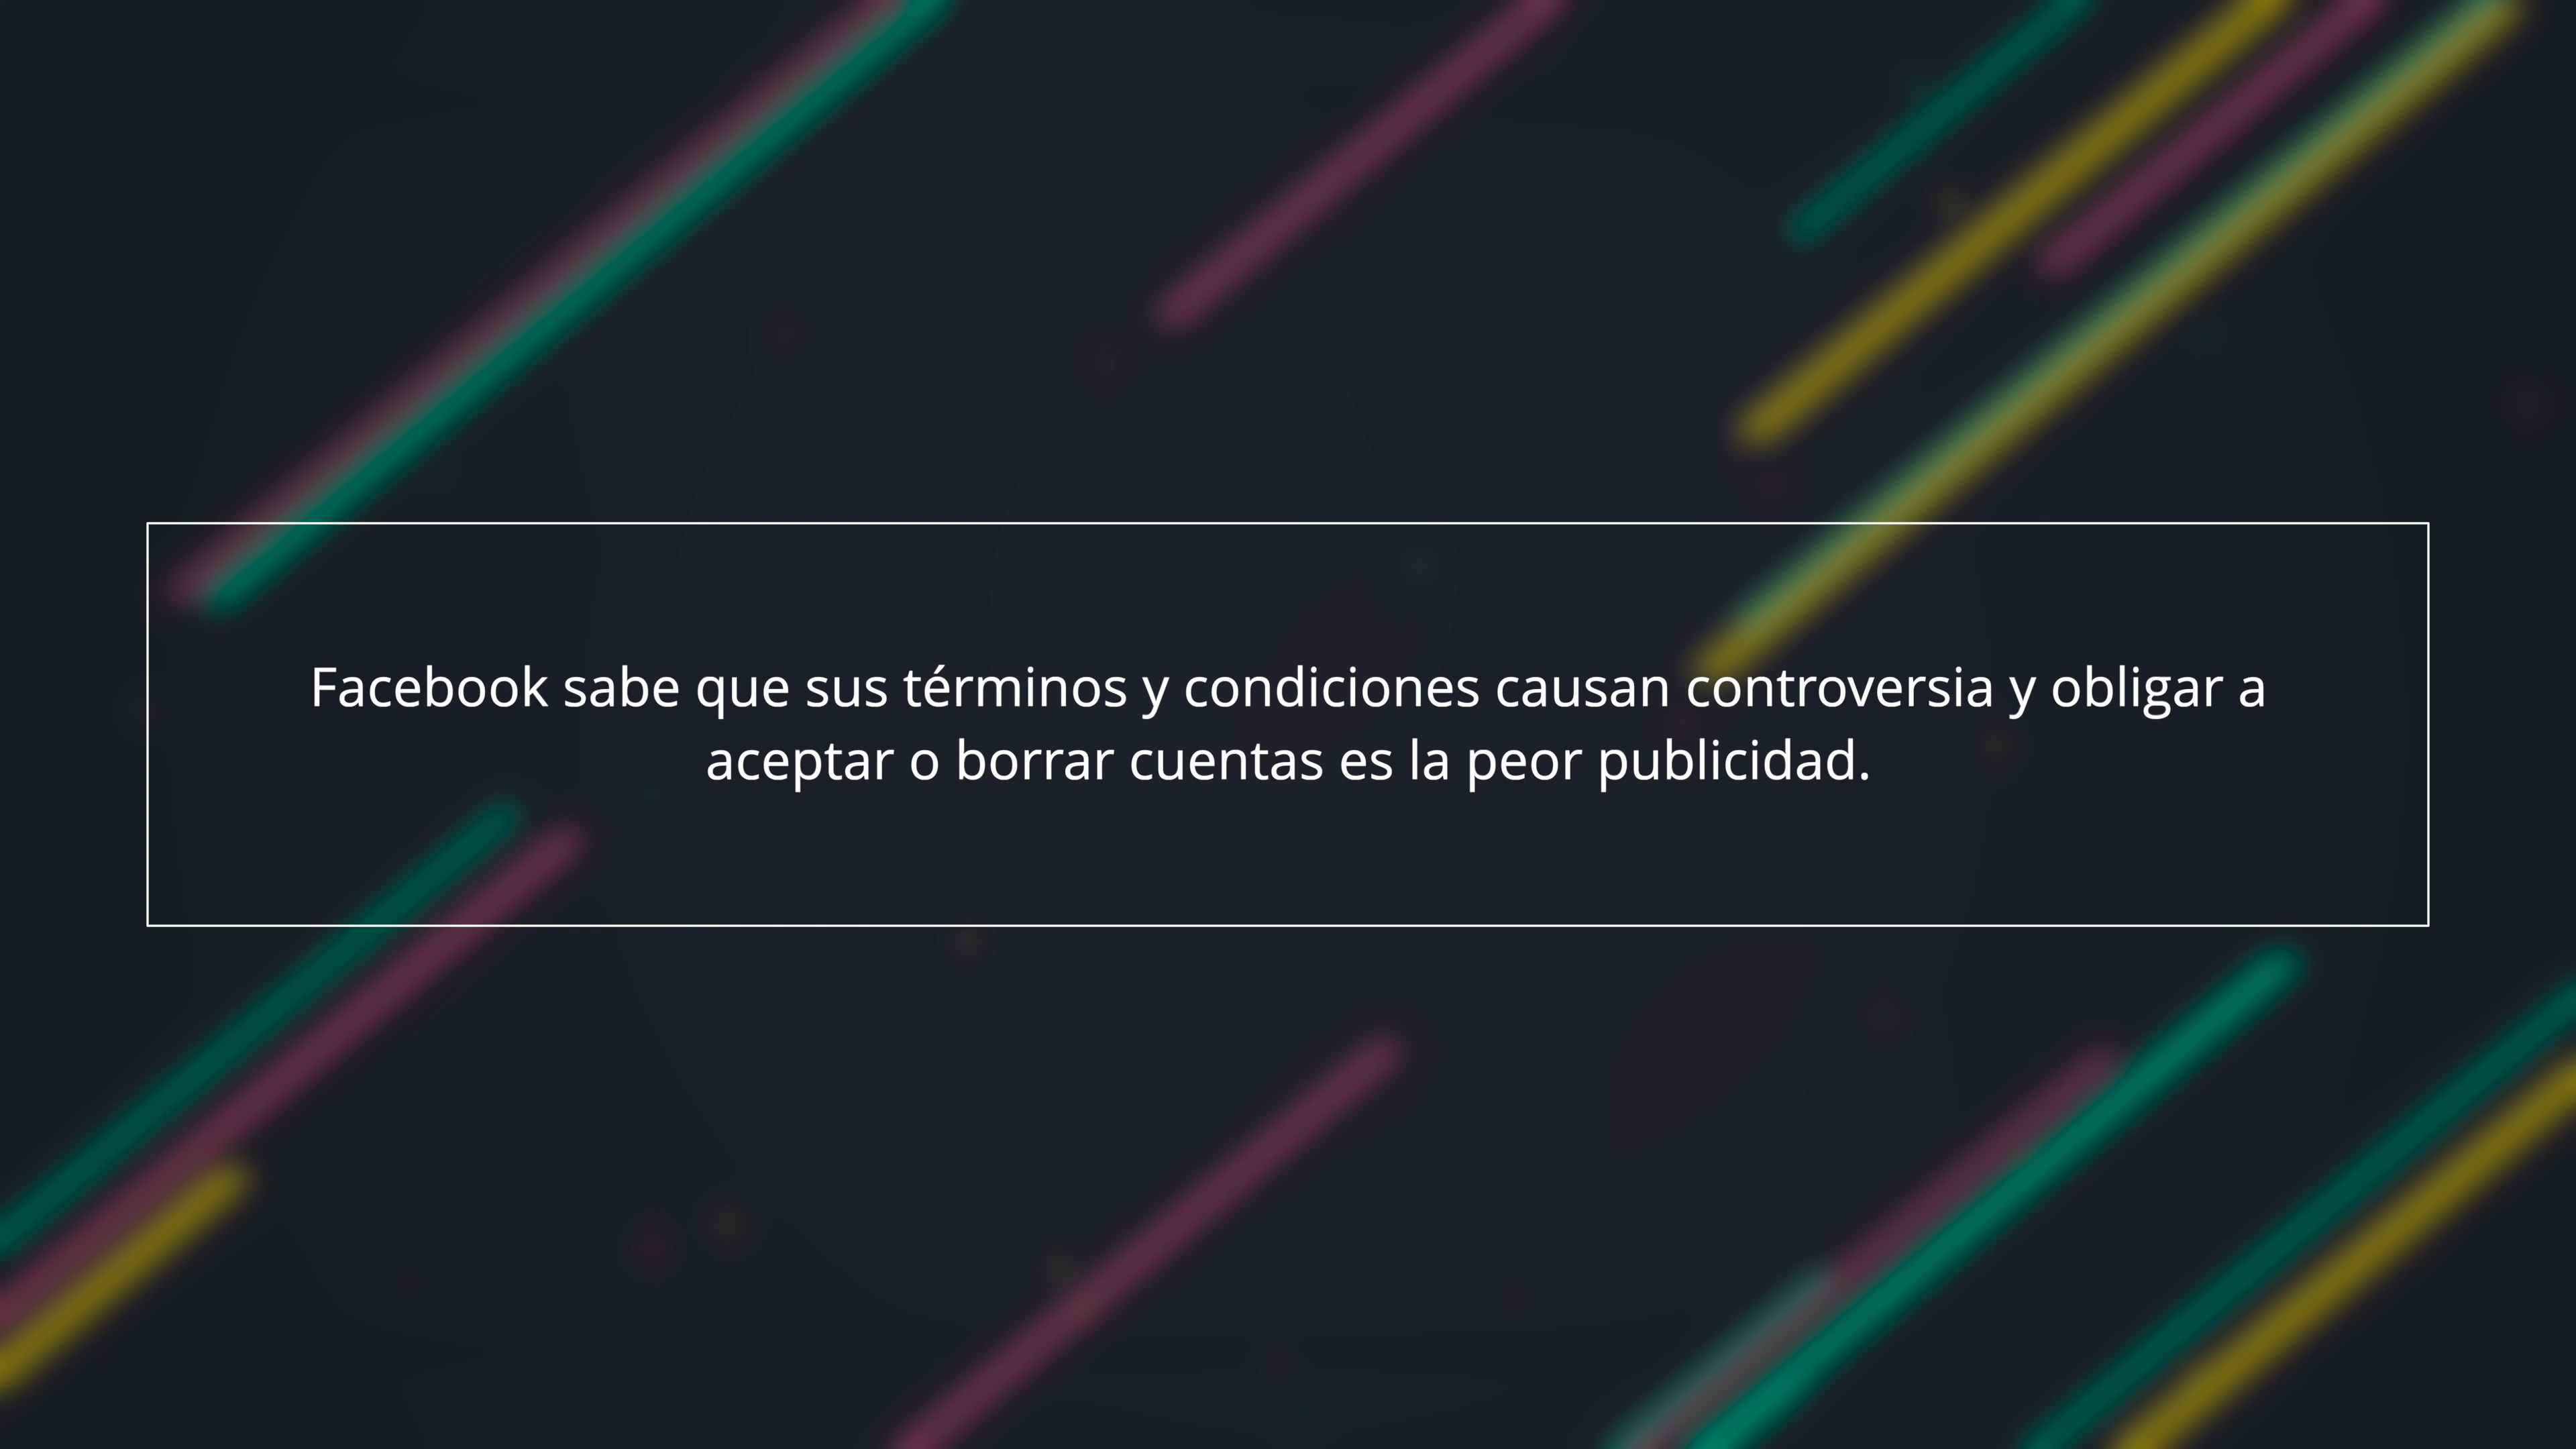 Facebook sabe que sus términos y condiciones causan controversia y obligar a
aceptar o borrar cuentas es la peor publicidad.